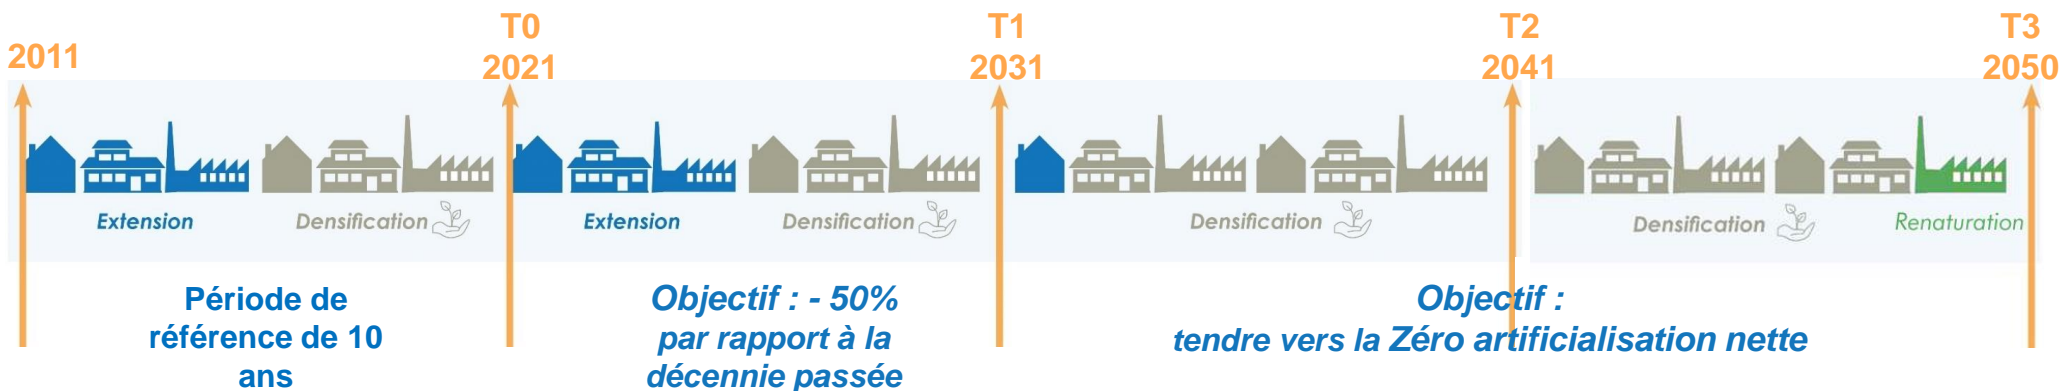 2011
T0
2021
T1
2031
T2
2041
T3
2050
Extension
Densification
Extension
Densification
Densification
Densification
Renaturation
Période de
référence de 10
ans
Objectif : - 50%
par rapport à la
décennie passée
Objectif :
tendre vers la Zéro artificialisation nette